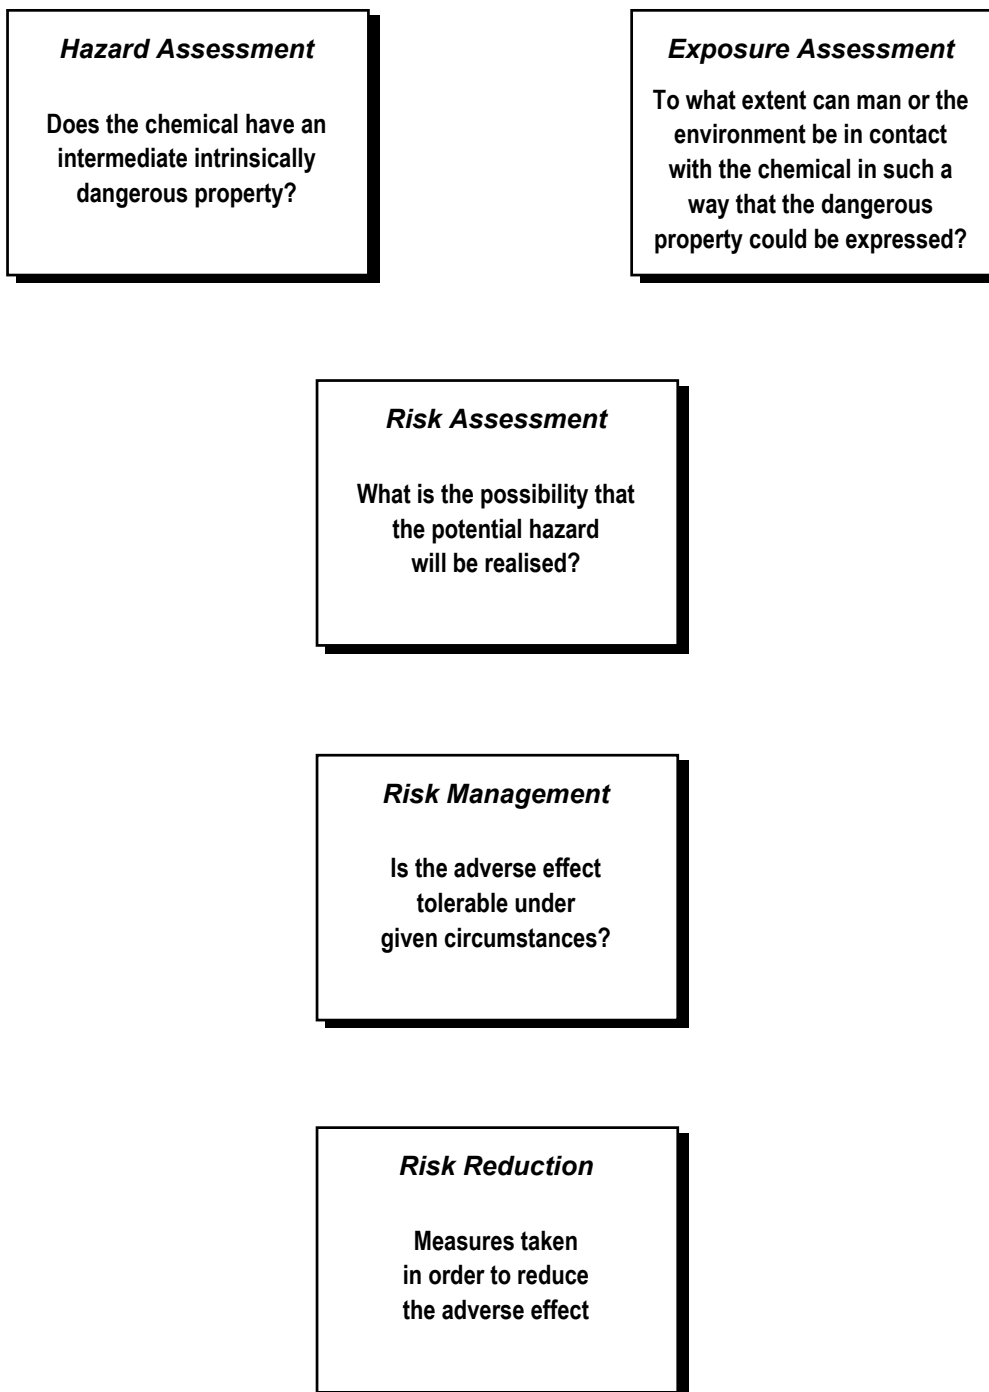 Hazard Assessment
Does the chemical have an
intermediate intrinsically
dangerous property?
Exposure Assessment
To what extent can man or the
environment be in contact
with the chemical in such a
way that the dangerous
property could be expressed?
Risk Assessment
What is the possibility that
the potential hazard
will be realised?
Risk Management
Is the adverse effect
tolerable under
given circumstances?
Risk Reduction
Measures taken
in order to reduce
the adverse effect